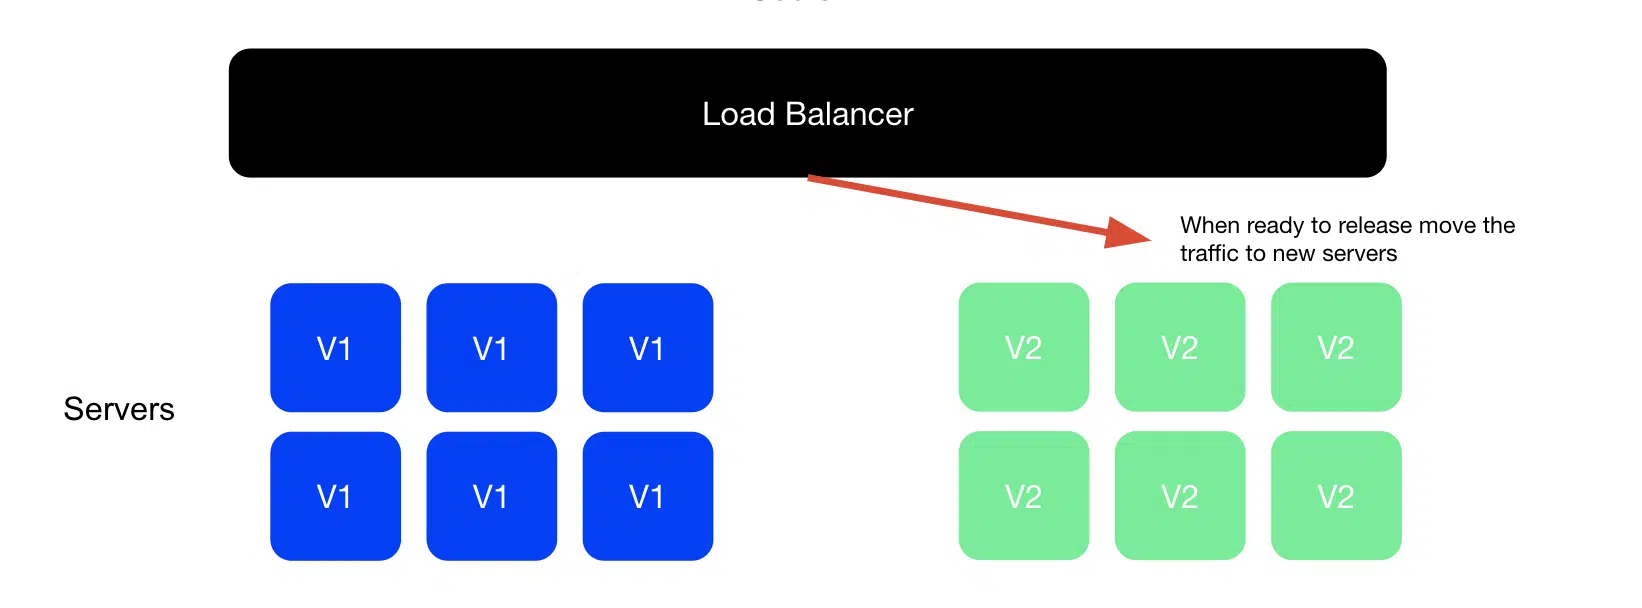 Load Balancer
When ready to release move the
traffic to new servers
V1 V1 V1 V2 V2 V2
Servers
V1 V1 V1 V2 V2 V2